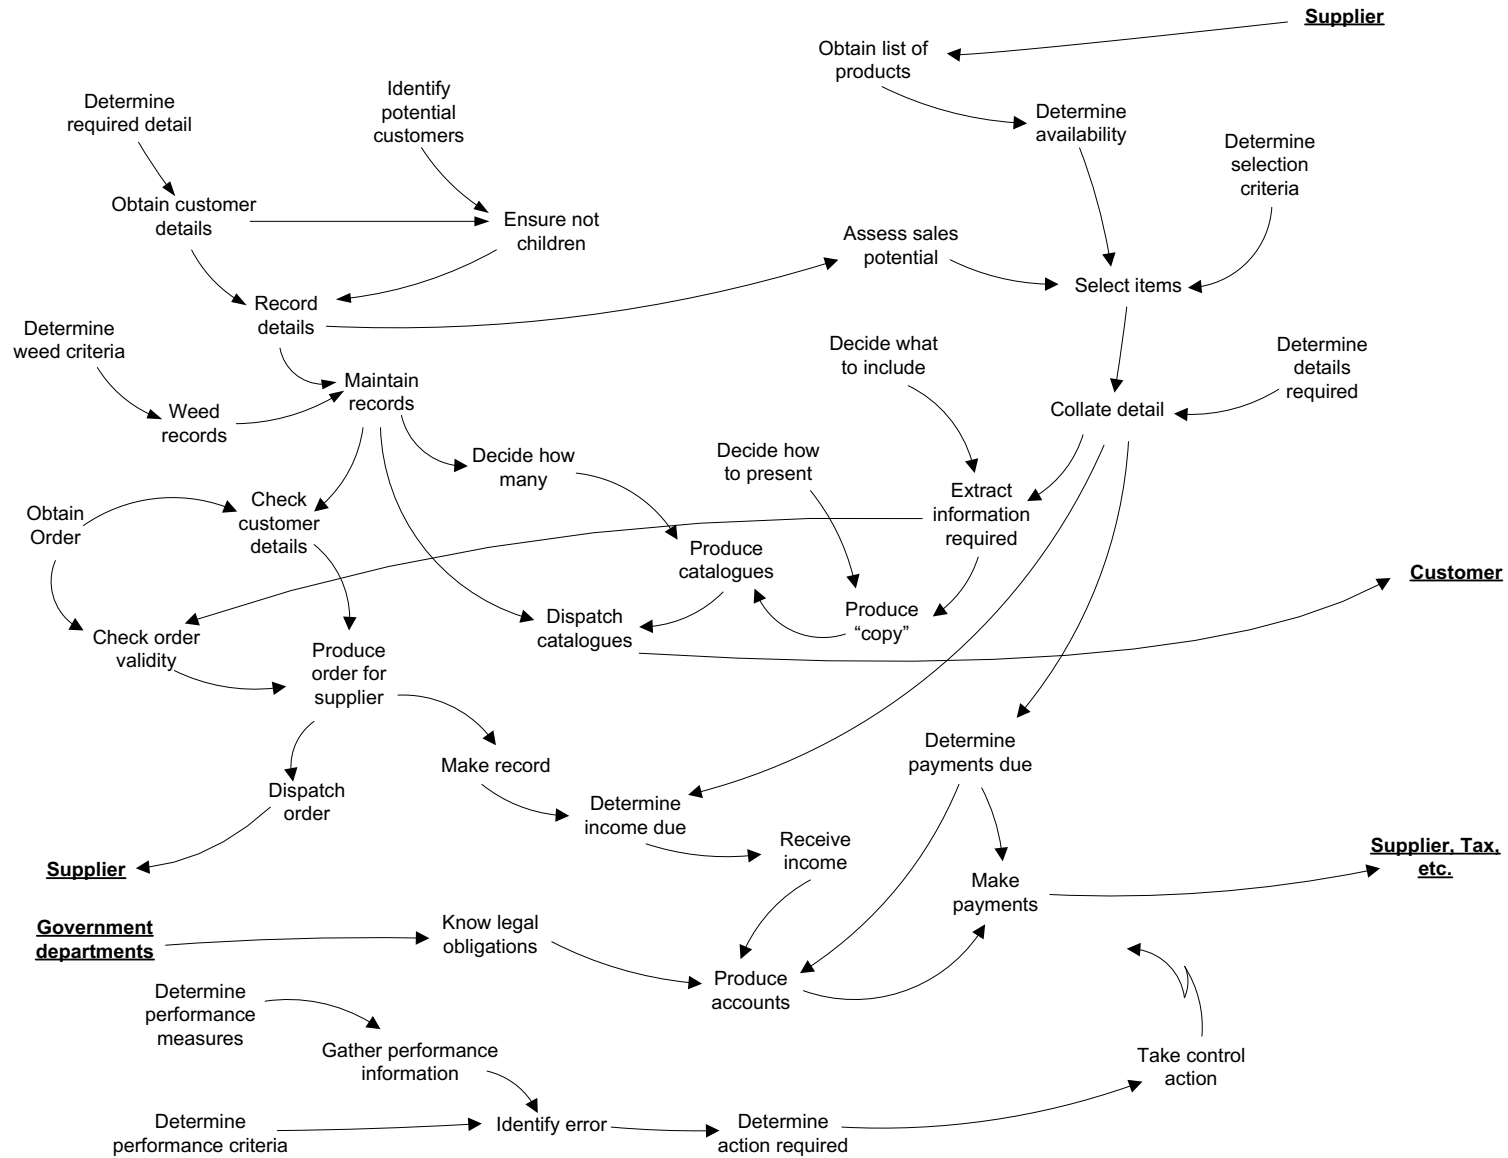 Supplier
Obtain list of
products
Identify
potential
customers
Determine
required detail
Determine
availability
Determine
selection
criteria
Obtain customer
details
Ensure not
children
Assess sales
potential
Select items
Record
details
Determine
weed criteria
Decide what
to include
Determine
details
required
Maintain
records
Weed
records
Collate detail
Decide how
many
Decide how
to present
Check
customer
details
Obtain
Order
Extract
information
required
Produce
catalogues
Customer
Produce
“copy”
Dispatch
catalogues
Check order
validity
Produce
order for
supplier
Determine
payments due
Make record
Dispatch
order
Determine
income due
Receive
income
Supplier, Tax,
etc.
Supplier
Make
payments
Government
departments
Know legal
obligations
Produce
accounts
Determine
performance
measures
Gather performance
information
Take control
action
Determine
performance criteria
Identify error
Determine
action required